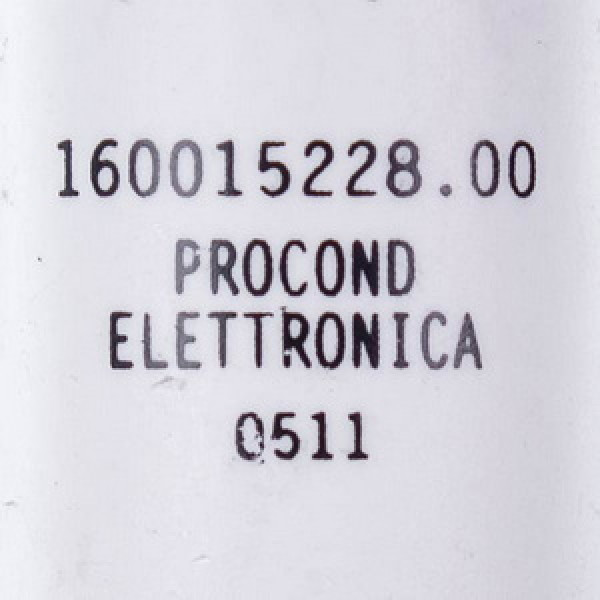 160015228.00
PROCOND
ELETTRONICA
0511